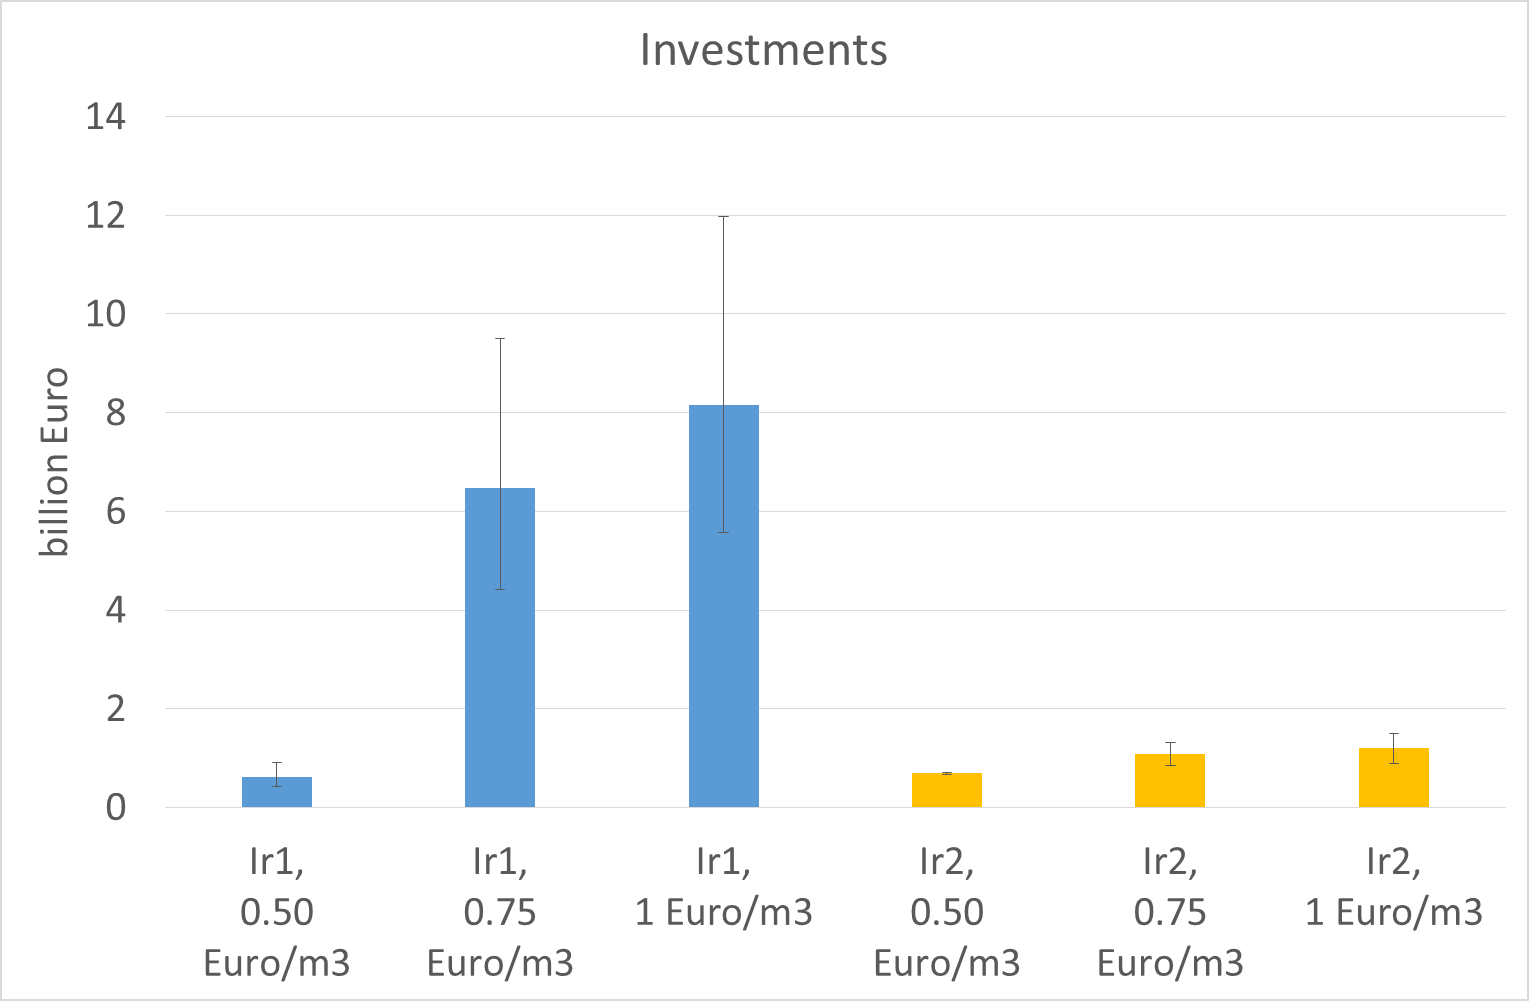 Investments
14
12
10
8
6
4
2
0
billion Euro
Ir1,
0.50
Euro/m3
Ir1,
0.75
Euro/m3
Ir1,
1 Euro/m3
Ir2,
0.50
Euro/m3
Ir2,
0.75
Euro/m3
Ir2,
1 Euro/m3